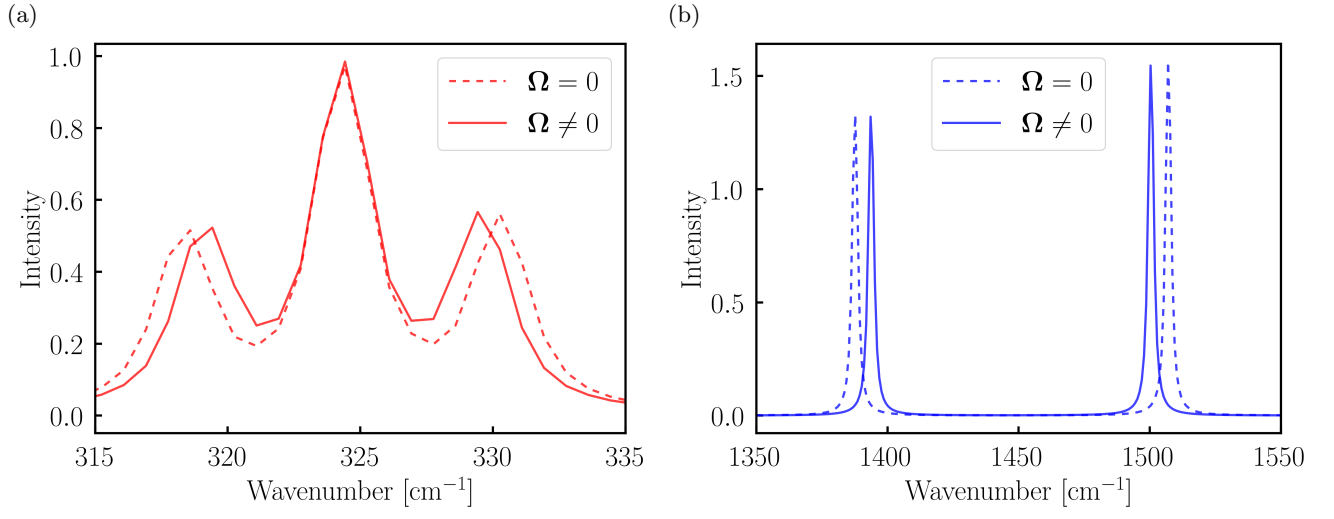 (a)
1.0
0.8
0.6
0.4
0.2
0.0
Intensity
Ω = 0
Ω ≠ 0
315 320 325 330 335
Wavenumber [cm⁻¹]
(b)
1.5
1.0
0.5
0.0
Intensity
Ω = 0
Ω ≠ 0
1350 1400 1450 1500 1550
Wavenumber [cm⁻¹]